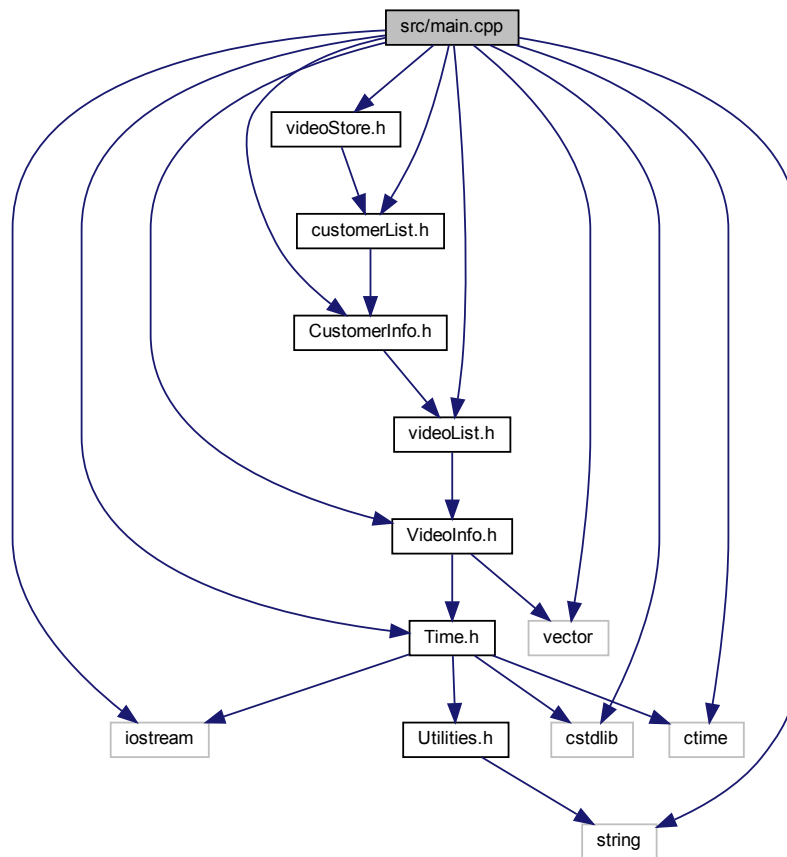 src/main.cpp
videoStore.h
customerList.h
CustomerInfo.h
videoList.h
VideoInfo.h
Time.h
vector
iostream
Utilities.h
cstdlib
ctime
string